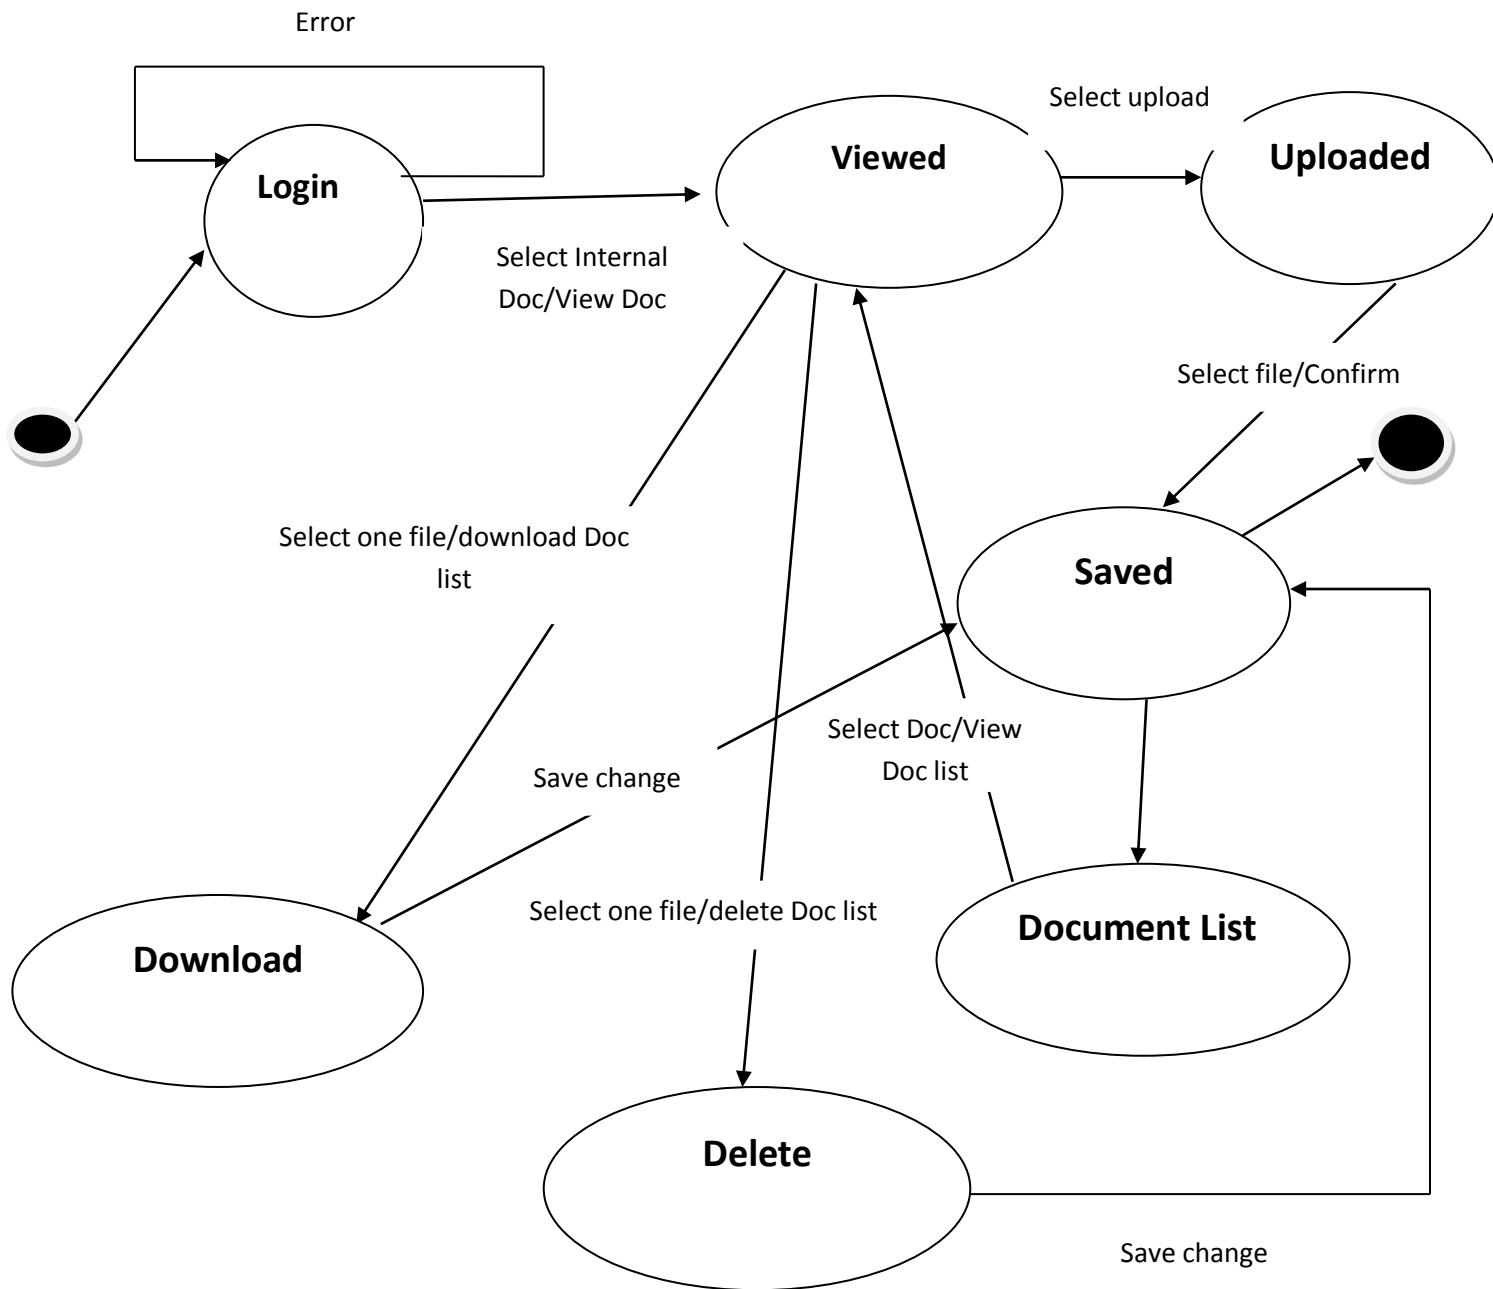 Error
Select upload
Login
Viewed
Uploaded
Select Internal
Doc/View Doc
Select file/Confirm
Select one file/download Doc
list
Saved
Select Doc/View
Doc list
Save change
Select one file/delete Doc list
Document List
Download
Delete
Save change